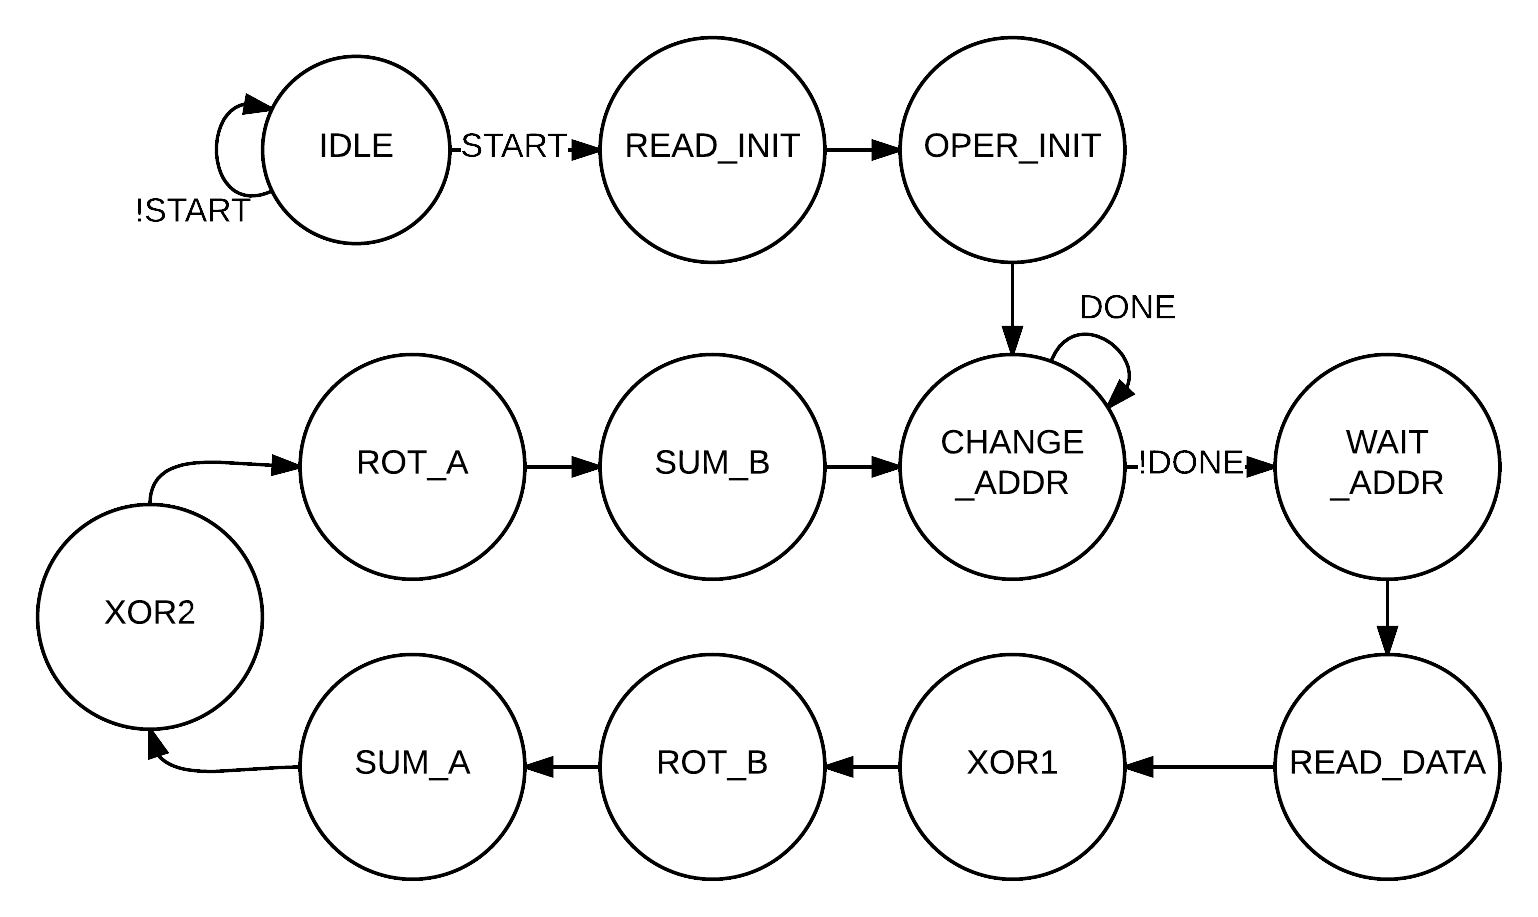 IDLE
START
READ_INIT
OPER_INIT
!START
DONE
ROT_A
SUM_B
CHANGE
_ADDR
!DONE
WAIT
_ADDR
XOR2
SUM_A
ROT_B
XOR1
READ_DATA